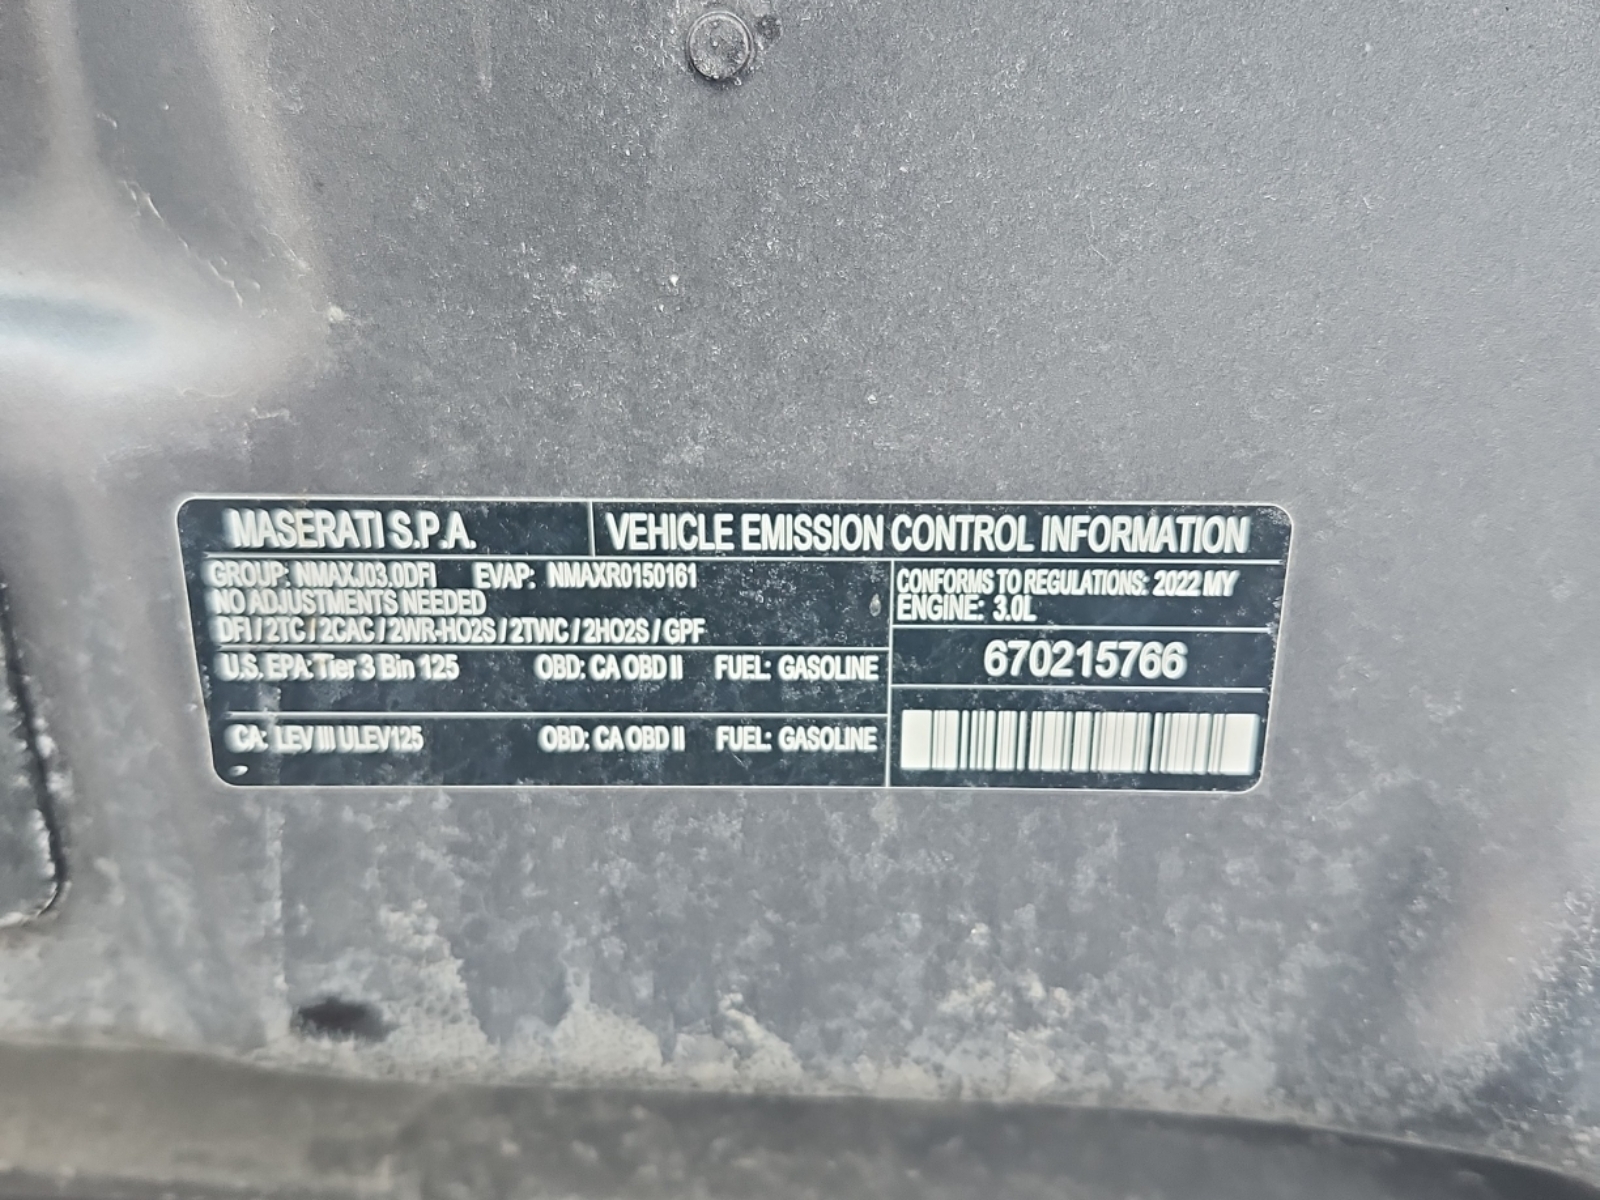 MASERATI S.P.A. VEHICLE EMISSION CONTROL INFORMATION
GROUP: NMAXJ03.0DFI EVAP: NMAXR0150161
NO ADJUSTMENTS NEEDED
DFI / 2TC / 2CAC / 2WR-HO2S / 2TWC / 2HO2S / GPF
CONFORMS TO REGULATIONS: 2022 MY
ENGINE: 3.0L
670215766
U.S. EPA: Tier 3 Bin 125 OBD: CA OBD II FUEL: GASOLINE
CA: LEV III ULEV125 OBD: CA OBD II FUEL: GASOLINE